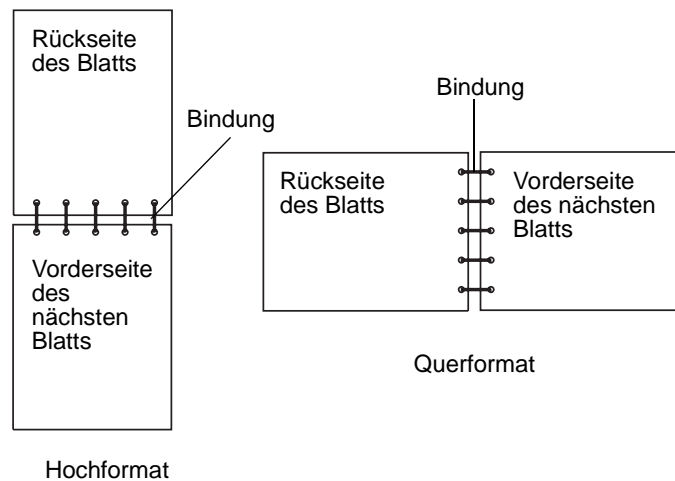 Rückseite
des Blatts
Bindung
Vorderseite
des
nächsten
Blatts
Hochformat
Bindung
Rückseite
des Blatts
Vorderseite
des nächsten
Blatts
Querformat